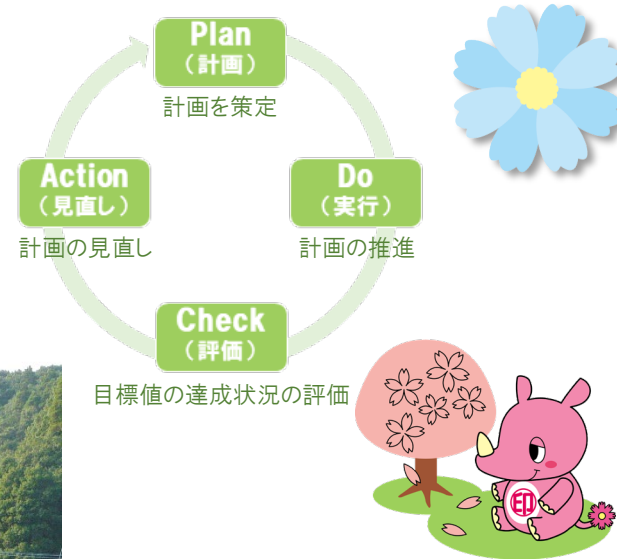 Plan
（計画）
計画を策定
Action
（見直し）
計画の見直し
Do
（実行）
計画の推進
Check
（評価）
目標値の達成状況の評価
印